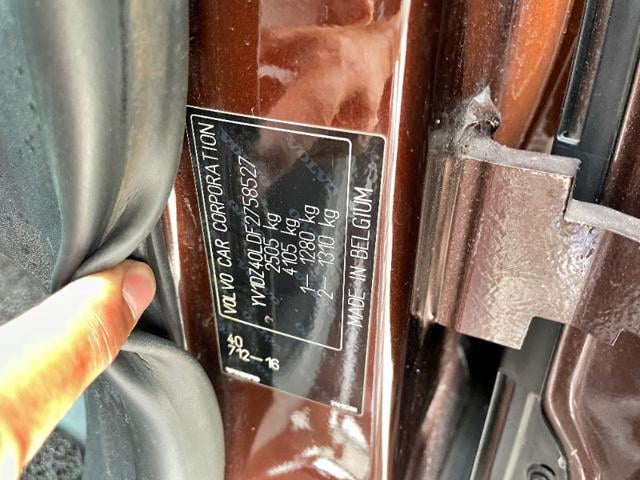 VOLVO CAR CORPORATION
YV1DZ40LDF2758527
2505 kg
4105 kg
1— 1280 kg
2— 1310 kg
MADE IN BELGIUM
40
712—16